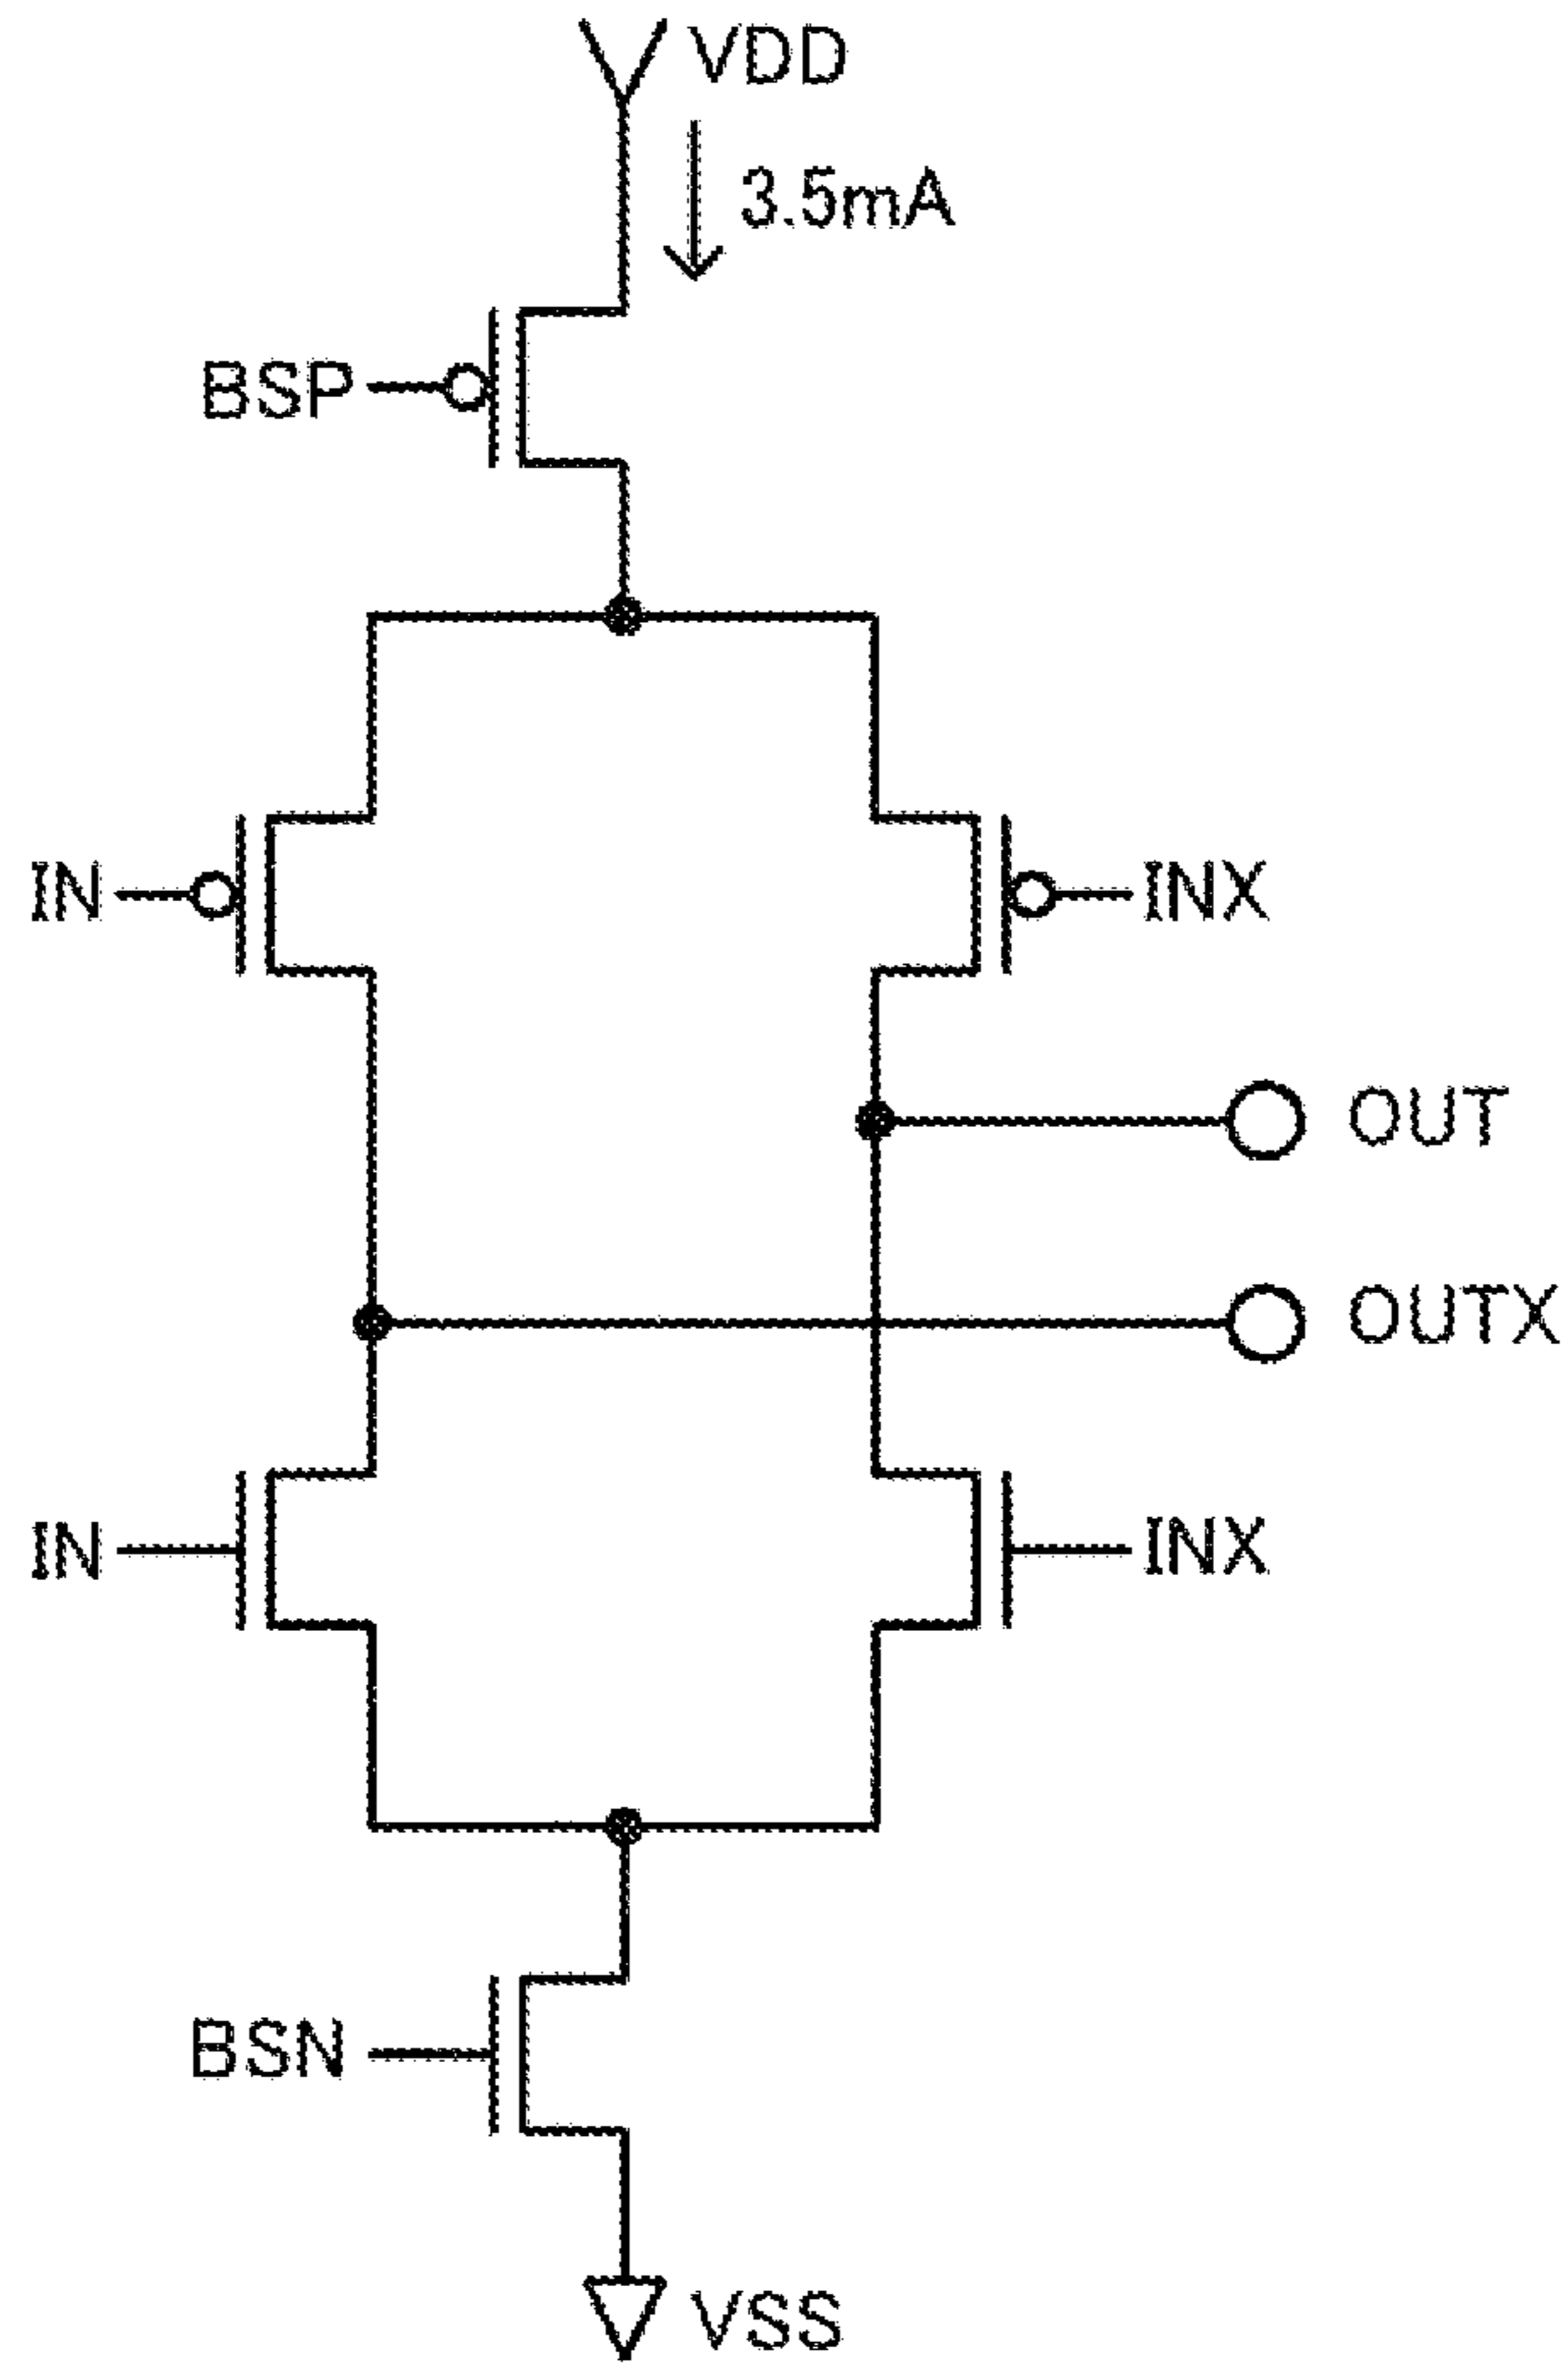 VDD
3.5mA
BSP
IN
INX
OUT
OUTX
IN
INX
BSN
VSS